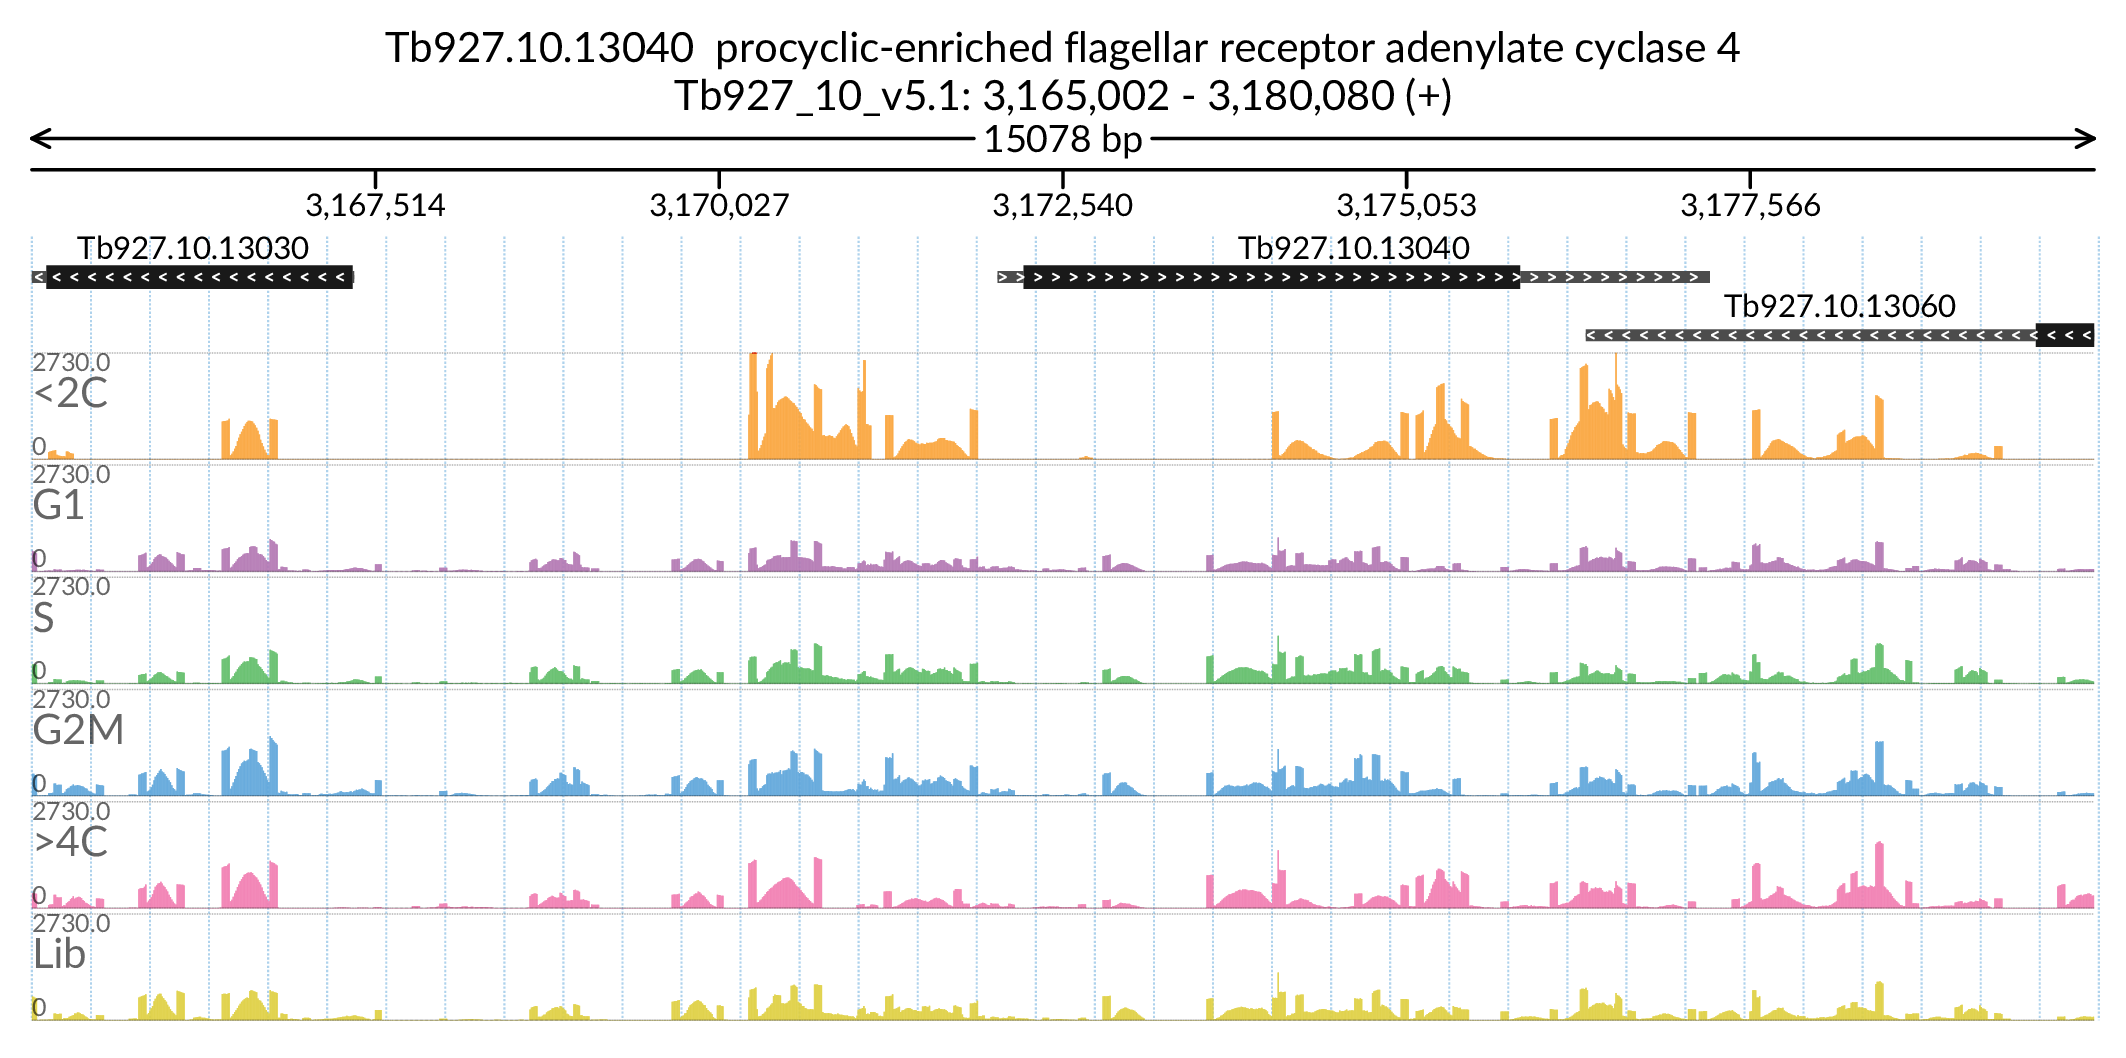 Tb927.10.13040 procyclic-enriched flagellar receptor adenylate cyclase 4
Tb927_10_v5.1: 3,165,002 - 3,180,080 (+)
15078 bp
3,167,514 3,170,027 3,172,540 3,175,053 3,177,566
Tb927.10.13030 Tb927.10.13040
Tb927.10.13060
2730.0
<2C
0
2730.0
G1
0
2730.0
S
0
2730.0
G2M
0
2730.0
>4C
0
2730.0
Lib
0